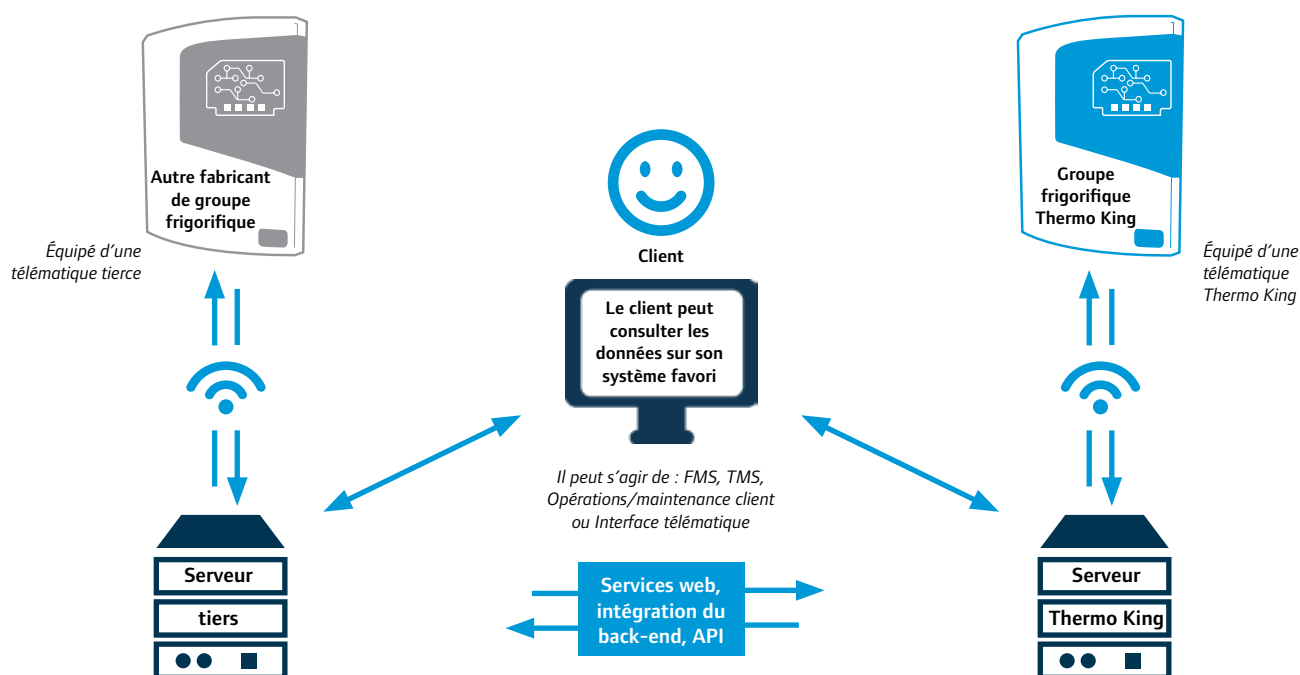 Autre fabricant
de groupe
frigorifique
Équipé d'une
télématique tierce
Client
Le client peut
consulter les
données sur son
système favori
Il peut s'agir de : FMS, TMS,
Opérations/maintenance client
ou Interface télématique
Groupe
frigorifique
Thermo King
Équipé d'une
télématique
Thermo King
Serveur
tiers
Services web,
intégration du
back-end, API
Serveur
Thermo King